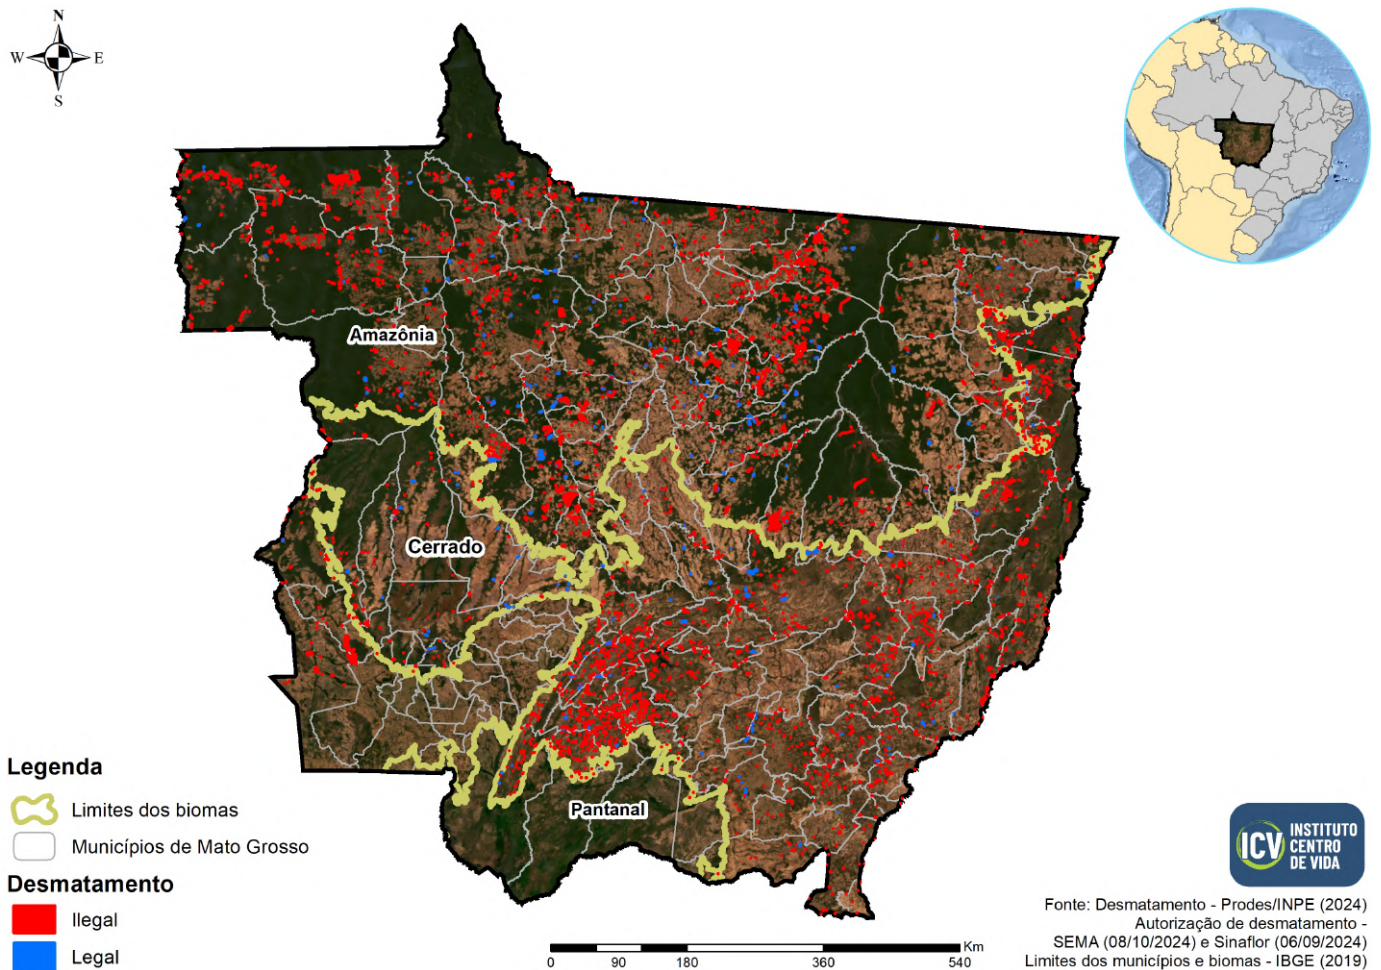 N
W
E
S
Amazônia
Cerrado
Pantanal
Legenda
Limites dos biomas
Municípios de Mato Grosso
Desmatamento
Ilegal
Legal
0 90 180 360 540
Km
ICV INSTITUTO
CENTRO
DE VIDA
Fonte: Desmatamento - Prodes/INPE (2024)
Autorização de desmatamento -
SEMA (08/10/2024) e Sinaflor (06/09/2024)
Limites dos municípios e biomas - IBGE (2019)